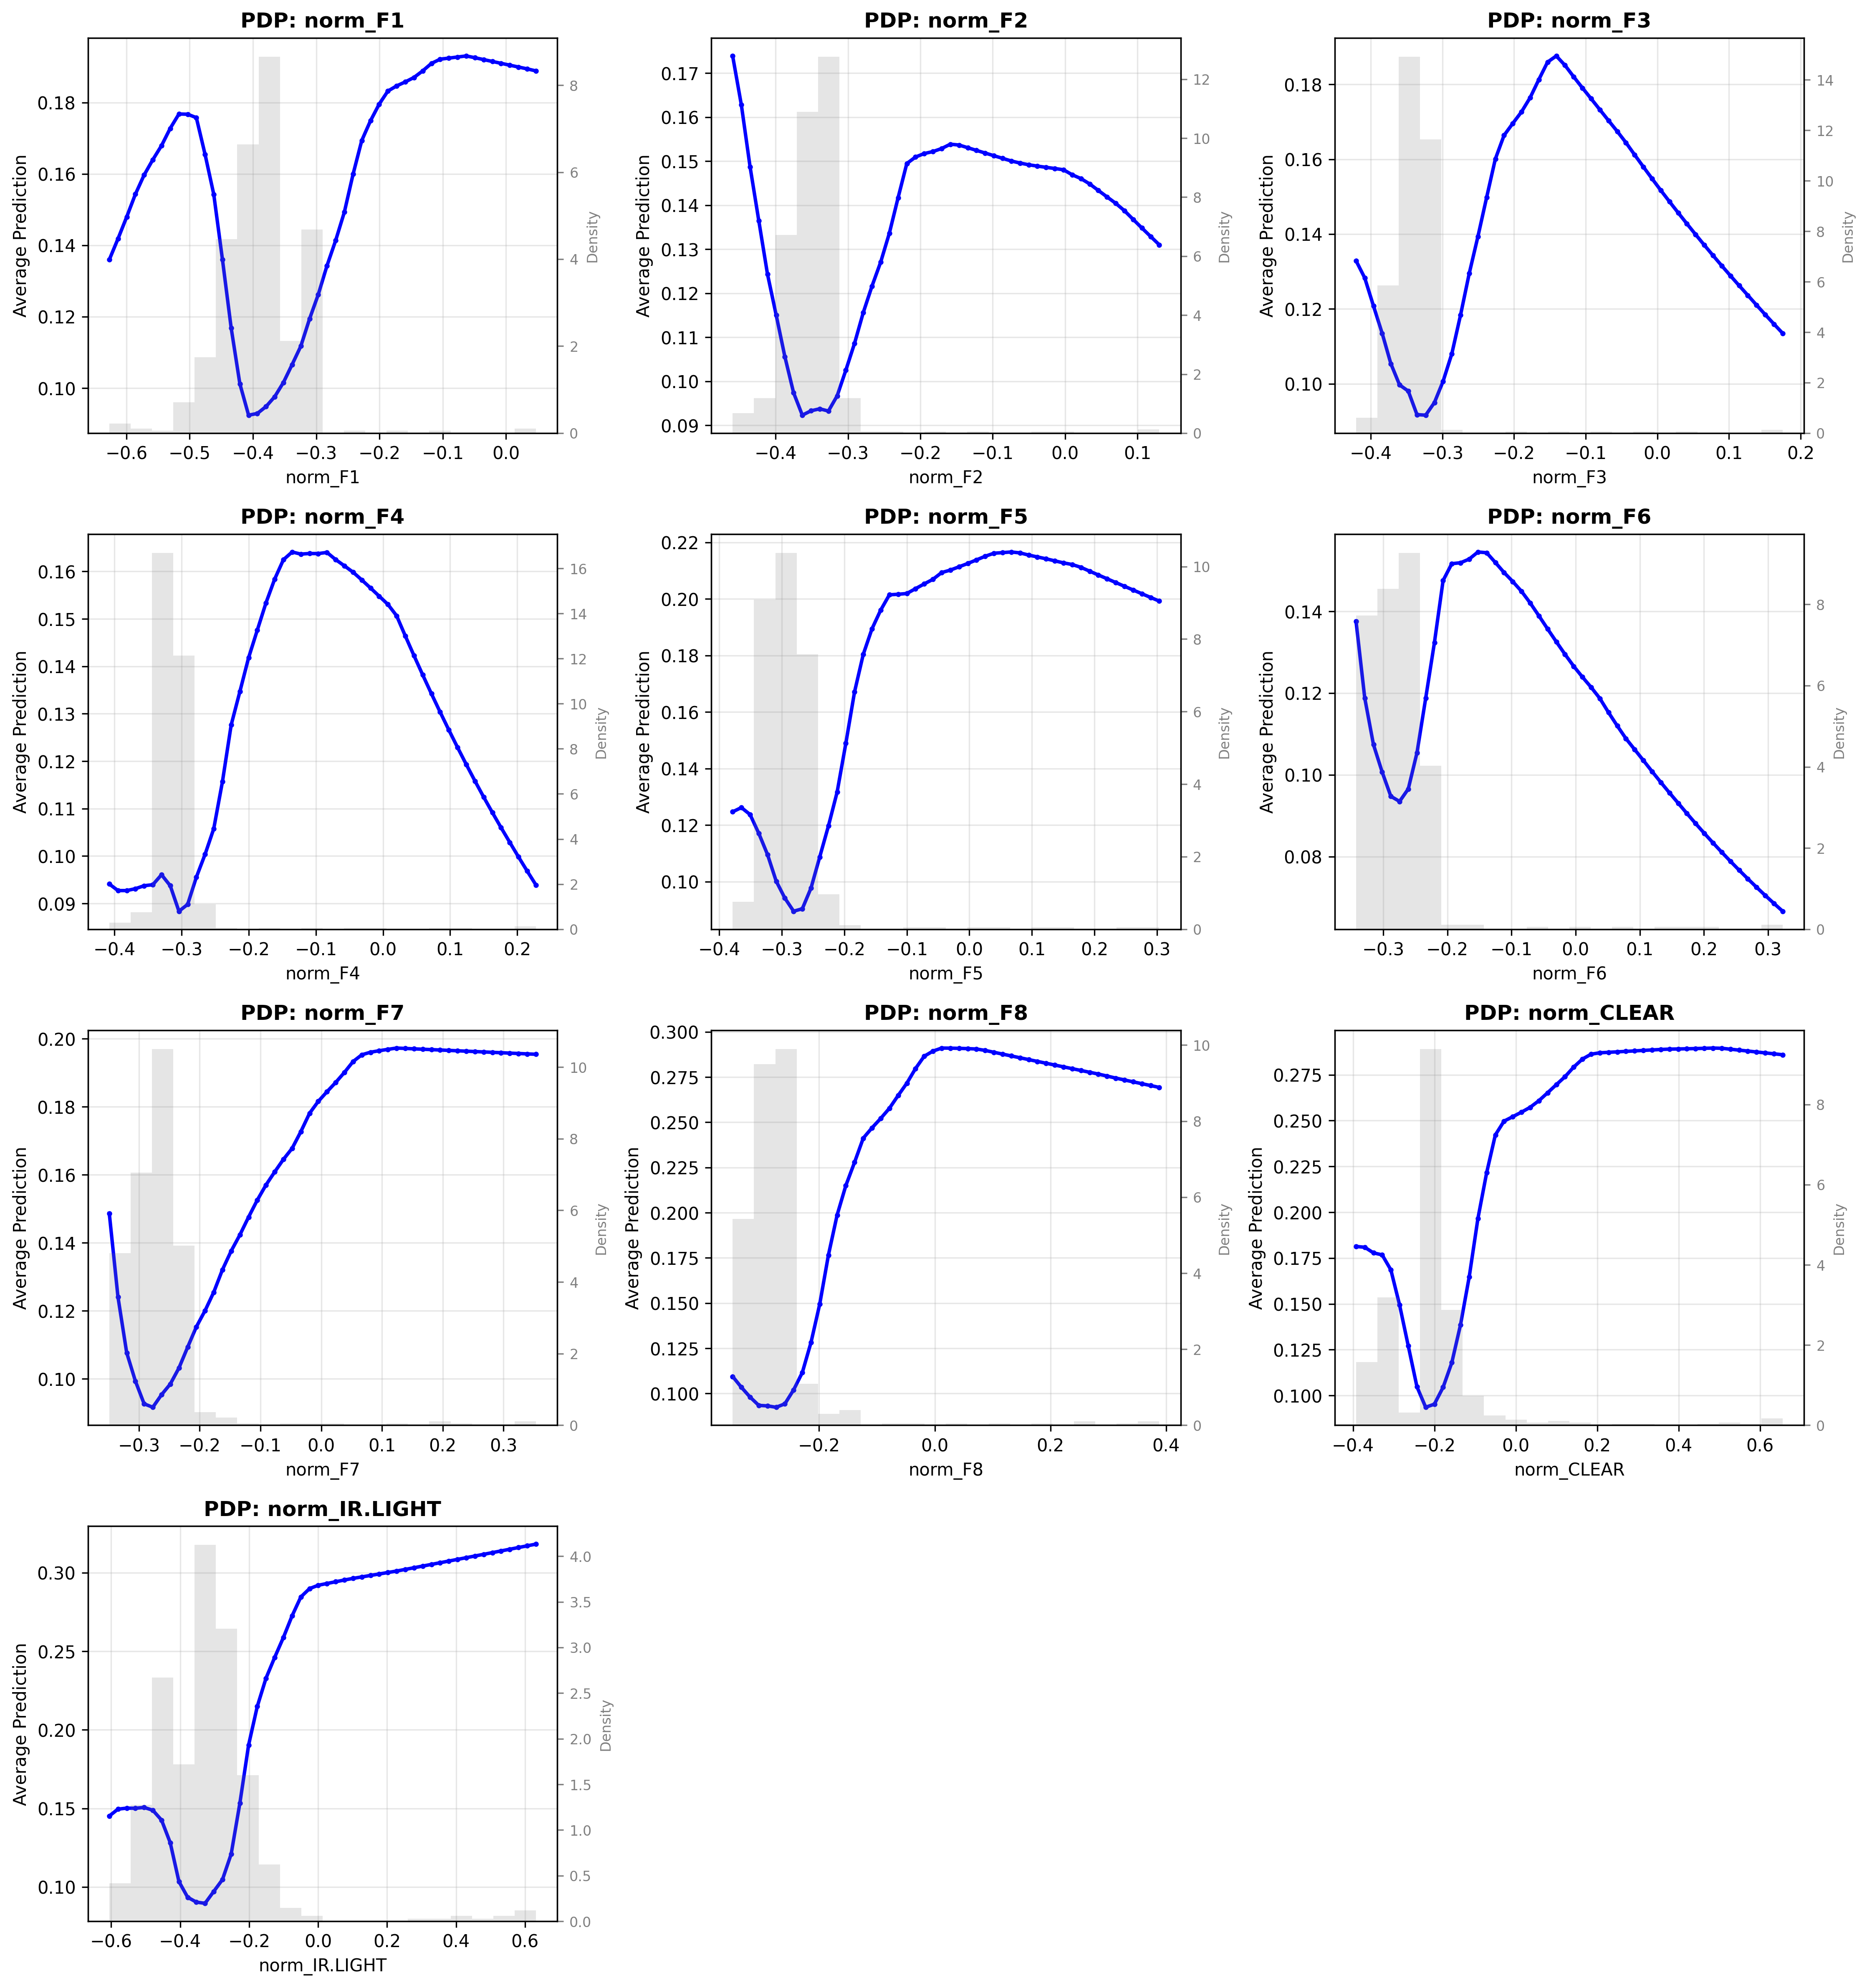 PDP: norm_F1
Average Prediction
0.18
0.16
0.14
0.12
0.10
8
6
4
2
0
Density
−0.6 −0.5 −0.4 −0.3 −0.2 −0.1 0.0
norm_F1
PDP: norm_F2
Average Prediction
0.17
0.16
0.15
0.14
0.13
0.12
0.11
0.10
0.09
12
10
8
6
4
2
0
Density
−0.4 −0.3 −0.2 −0.1 0.0 0.1
norm_F2
PDP: norm_F3
Average Prediction
0.18
0.16
0.14
0.12
0.10
14
12
10
8
6
4
2
0
Density
−0.4 −0.3 −0.2 −0.1 0.0 0.1 0.2
norm_F3
PDP: norm_F4
Average Prediction
0.16
0.15
0.14
0.13
0.12
0.11
0.10
0.09
16
14
12
10
8
6
4
2
0
Density
−0.4 −0.3 −0.2 −0.1 0.0 0.1 0.2
norm_F4
PDP: norm_F5
Average Prediction
0.22
0.20
0.18
0.16
0.14
0.12
0.10
10
8
6
4
2
0
Density
−0.4 −0.3 −0.2 −0.1 0.0 0.1 0.2 0.3
norm_F5
PDP: norm_F6
Average Prediction
0.14
0.12
0.10
0.08
8
6
4
2
0
Density
−0.3 −0.2 −0.1 0.0 0.1 0.2 0.3
norm_F6
PDP: norm_F7
Average Prediction
0.20
0.18
0.16
0.14
0.12
0.10
10
8
6
4
2
0
Density
−0.3 −0.2 −0.1 0.0 0.1 0.2 0.3
norm_F7
PDP: norm_F8
Average Prediction
0.300
0.275
0.250
0.225
0.200
0.175
0.150
0.125
0.100
10
8
6
4
2
0
Density
−0.2 0.0 0.2 0.4
norm_F8
PDP: norm_CLEAR
Average Prediction
0.275
0.250
0.225
0.200
0.175
0.150
0.125
0.100
8
6
4
2
0
Density
−0.4 −0.2 0.0 0.2 0.4 0.6
norm_CLEAR
PDP: norm_IR.LIGHT
Average Prediction
0.30
0.25
0.20
0.15
0.10
4.0
3.5
3.0
2.5
2.0
1.5
1.0
0.5
0.0
Density
−0.6 −0.4 −0.2 0.0 0.2 0.4 0.6
norm_IR.LIGHT